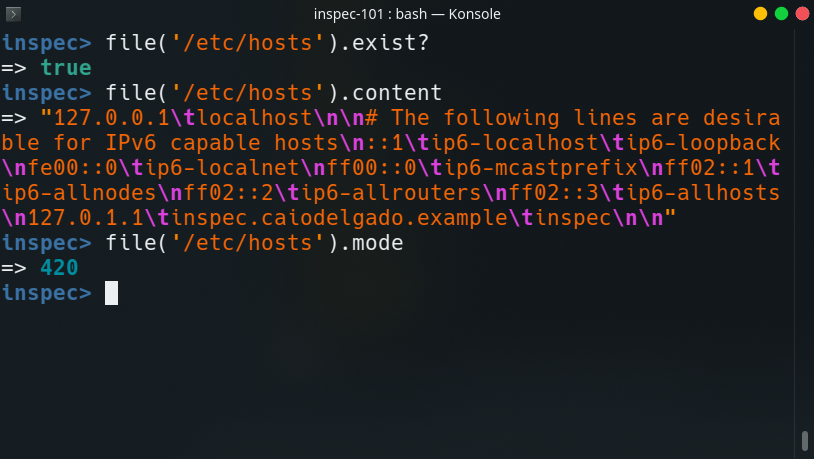 inspec-101 : bash — Konsole
inspec> file('/etc/hosts').exist?
=> true
inspec> file('/etc/hosts').content
=> "127.0.0.1\tlocalhost\n\n# The following lines are desira
ble for IPv6 capable hosts\n::1\tip6-localhost\tip6-loopback
\nfe00::0\tip6-localnet\nff00::0\tip6-mcastprefix\nff02::1\t
ip6-allnodes\nff02::2\tip6-allrouters\nff02::3\tip6-allhosts
\n127.0.1.1\tinspec.caiodelgado.example\tinspec\n\n"
inspec> file('/etc/hosts').mode
=> 420
inspec>